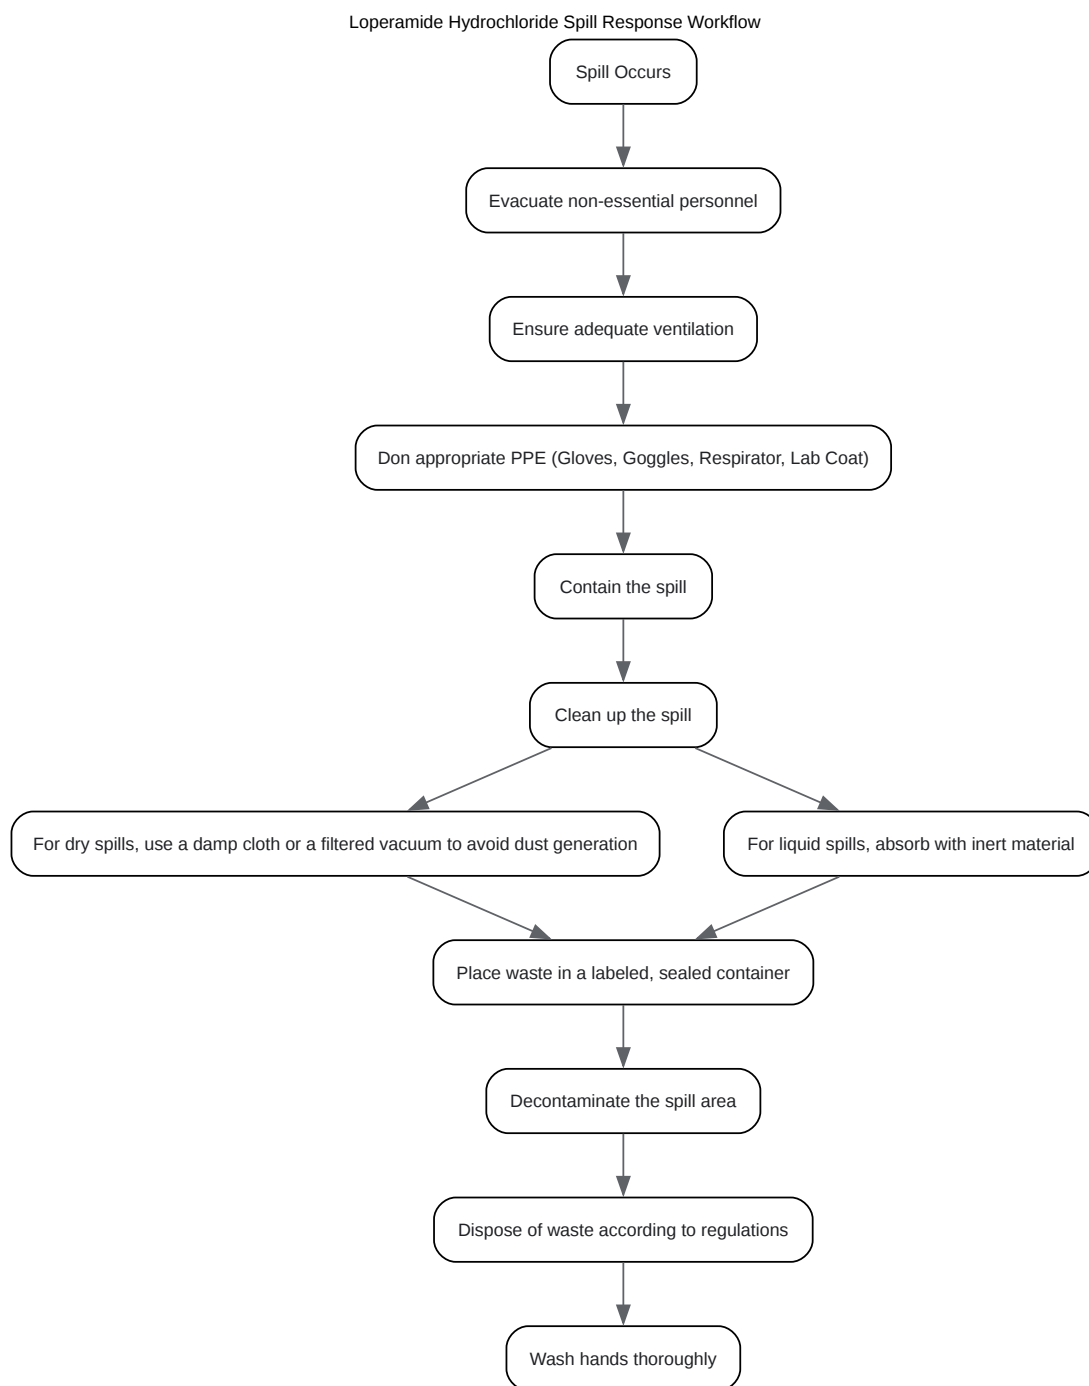 Loperamide Hydrochloride Spill Response Workflow
Spill Occurs
Evacuate non-essential personnel
Ensure adequate ventilation
Don appropriate PPE (Gloves, Goggles, Respirator, Lab Coat)
Contain the spill
Clean up the spill
For dry spills, use a damp cloth or a filtered vacuum to avoid dust generation
For liquid spills, absorb with inert material
Place waste in a labeled, sealed container
Decontaminate the spill area
Dispose of waste according to regulations
Wash hands thoroughly